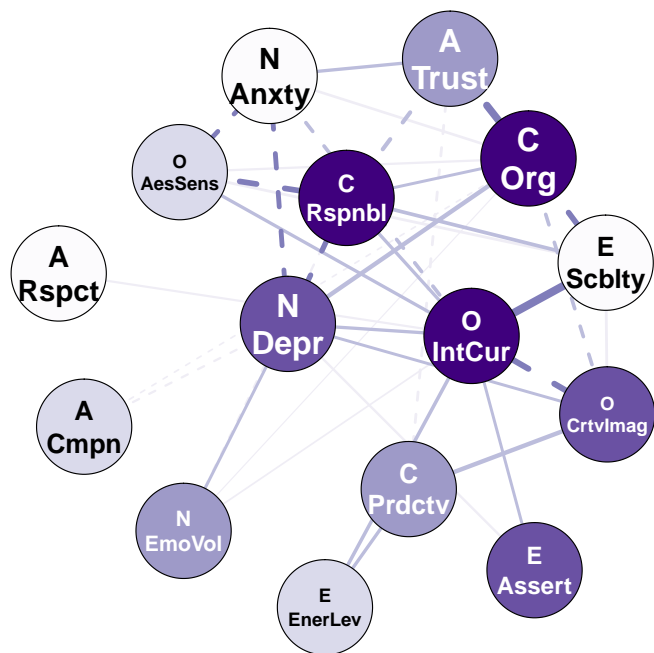 A
Trust
N
Anxty
C
Org
O
AesSens
C
Rspnbl
E
Scblty
A
Rspct
N
Depr
O
IntCur
A
Cmpn
O
CrtvImag
C
Prdctv
N
EmoVol
E
Assert
E
EnerLev